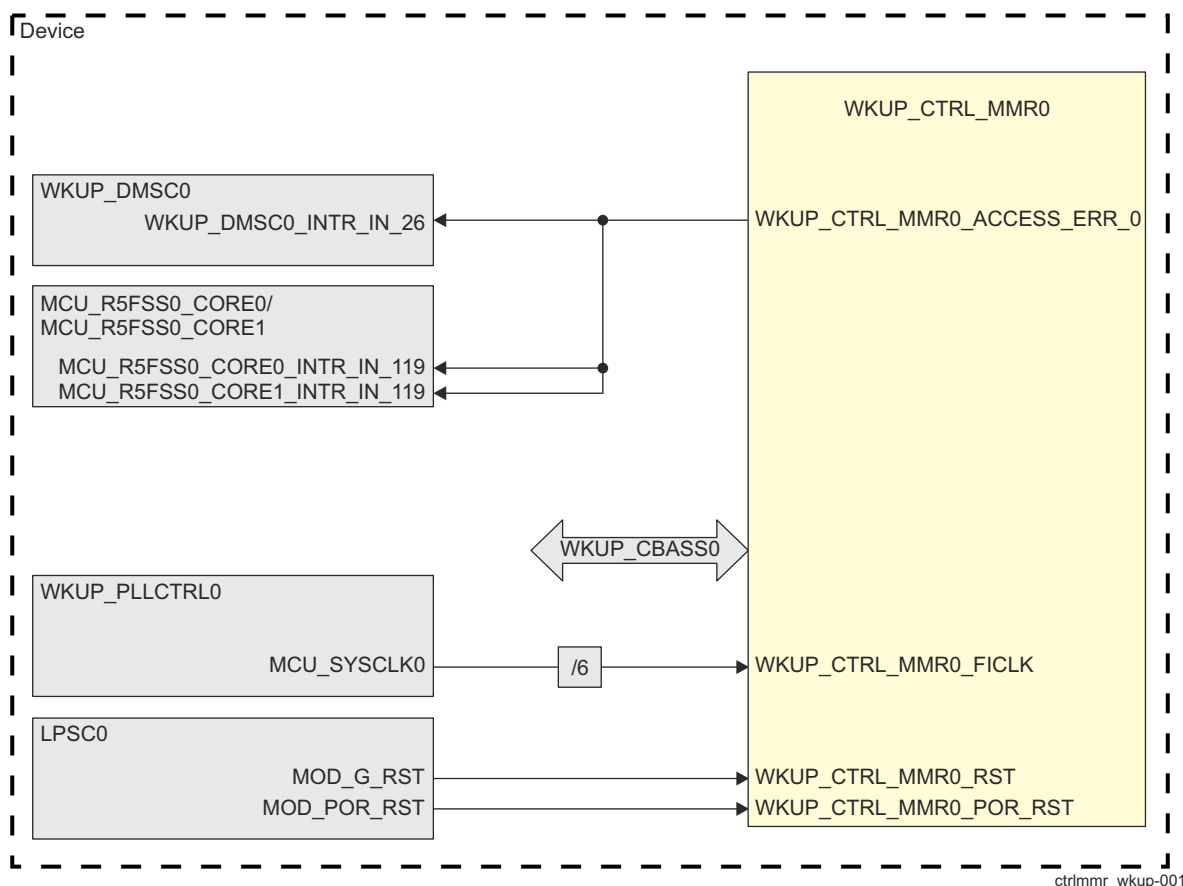 Device
WKUP_CTRL_MMR0
WKUP_DMSC0
WKUP_DMSC0_INTR_IN_26
WKUP_CTRL_MMR0_ACCESS_ERR_0
MCU_R5FSS0_CORE0/
MCU_R5FSS0_CORE1
MCU_R5FSS0_CORE0_INTR_IN_119
MCU_R5FSS0_CORE1_INTR_IN_119
WKUP_CBASS0
WKUP_PLLCTRL0
MCU_SYSCLK0
/6
WKUP_CTRL_MMR0_FICLK
LPSC0
MOD_G_RST
WKUP_CTRL_MMR0_RST
MOD_POR_RST
WKUP_CTRL_MMR0_POR_RST
ctrlmmr_wkup-001